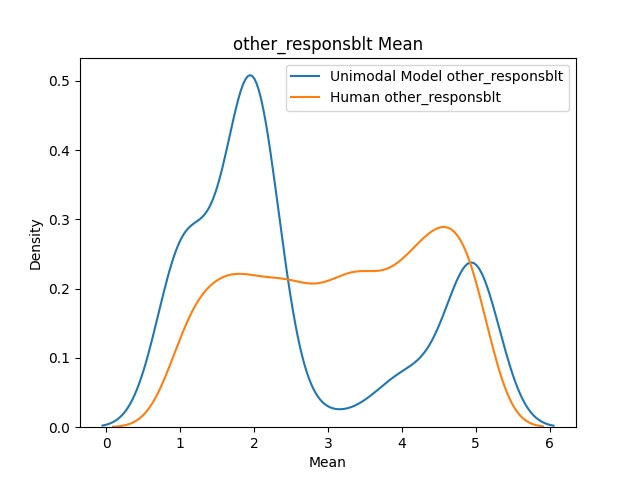 other_responsblt Mean
Unimodal Model other_responsblt
Human other_responsblt
0.5
0.4
0.3
0.2
0.1
0.0
Density
0 1 2 3 4 5 6
Mean